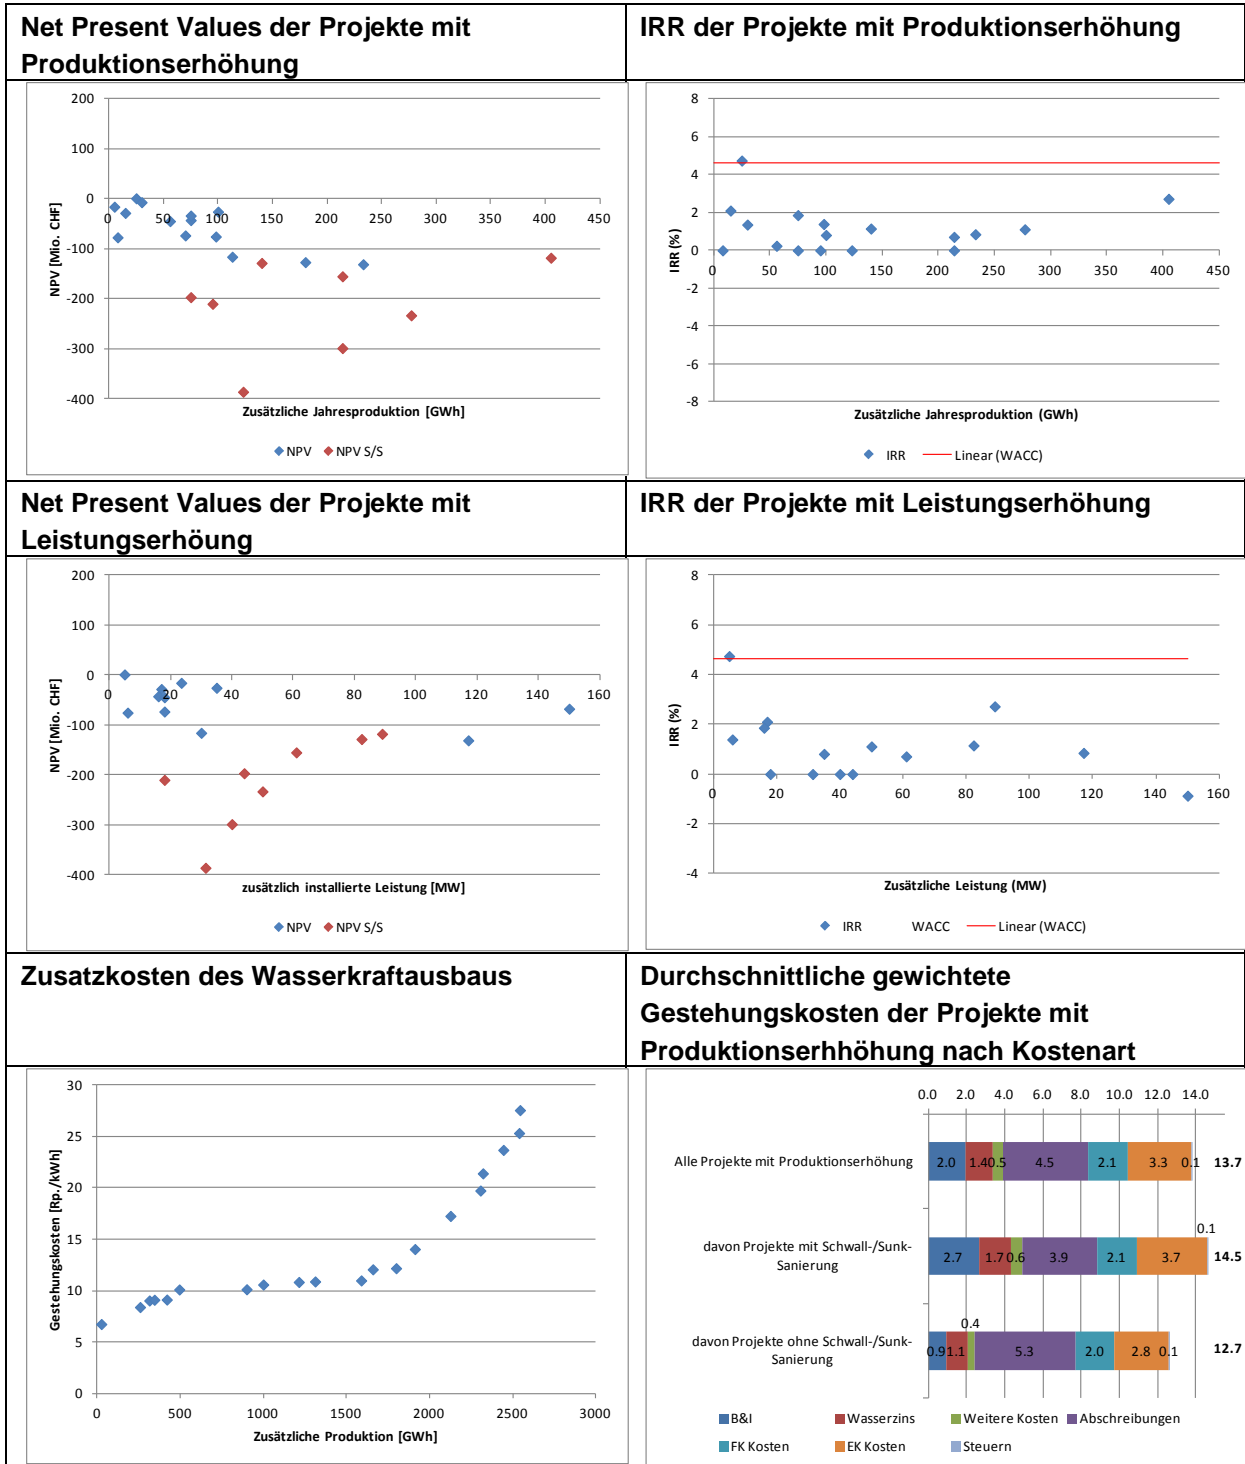 Net Present Values der Projekte mit
Produktionserhöhung
IRR der Projekte mit Produktionserhöhung
200
100
0
-100
-200
-300
-400
0 50 100 150 200 250 300 350 400 450
NPV [Mio. CHF]
Zusätzliche Jahresproduktion [GWh]
NPV NPV S/S
8
6
4
2
0
-2
-4
-6
-8
0 50 100 150 200 250 300 350 400 450
IRR (%)
Zusätzliche Jahresproduktion (GWh)
IRR Linear (WACC)
Net Present Values der Projekte mit
Leistungserhöung
IRR der Projekte mit Leistungserhöhung
200
100
0
-100
-200
-300
-400
0 20 40 60 80 100 120 140 160
NPV [Mio. CHF]
zusätzlich installierte Leistung [MW]
NPV NPV S/S
8
6
4
2
0
-2
-4
0 20 40 60 80 100 120 140 160
IRR (%)
Zusätzliche Leistung (MW)
IRR WACC Linear (WACC)
Zusatzkosten des Wasserkraftausbaus
Durchschnittliche gewichtete
Gestehungskosten der Projekte mit
Produktionserhhöhung nach Kostenart
30
25
20
15
10
5
0
0 500 1000 1500 2000 2500 3000
Gestehungskosten [Rp./kWh]
Zusätzliche Produktion [GWh]
0.0 2.0 4.0 6.0 8.0 10.0 12.0 14.0
Alle Projekte mit Produktionserhöhung
2.0 1.4 0.5 4.5 2.1 3.3 0.1 13.7
davon Projekte mit Schwall-/Sunk-
Sanierung
2.7 1.7 0.6 3.9 2.1 3.7 0.1 14.5
davon Projekte ohne Schwall-/Sunk-
Sanierung
0.9 1.1 0.4 5.3 2.0 2.8 0.1 12.7
B&I Wasserzins Weitere Kosten Abschreibungen
FK Kosten EK Kosten Steuern